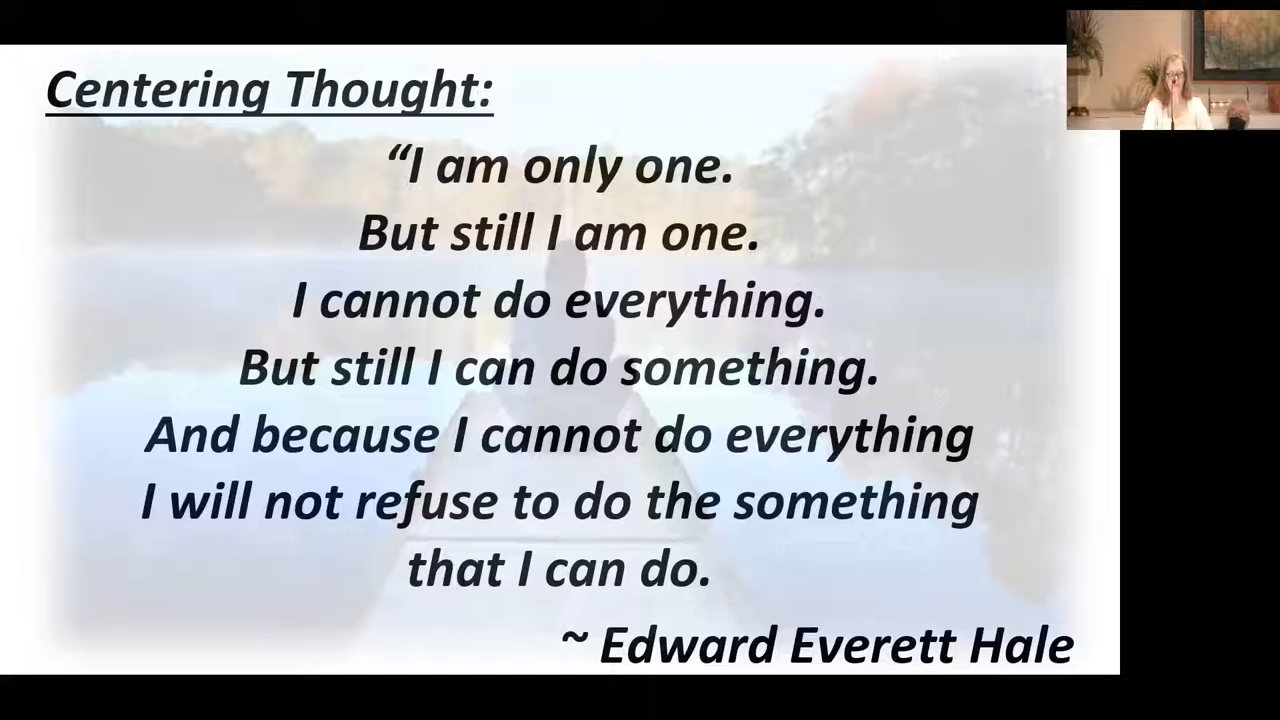 Centering Thought:
“I am only one.
But still I am one.
I cannot do everything.
But still I can do something.
And because I cannot do everything
I will not refuse to do the something
that I can do.
~ Edward Everett Hale